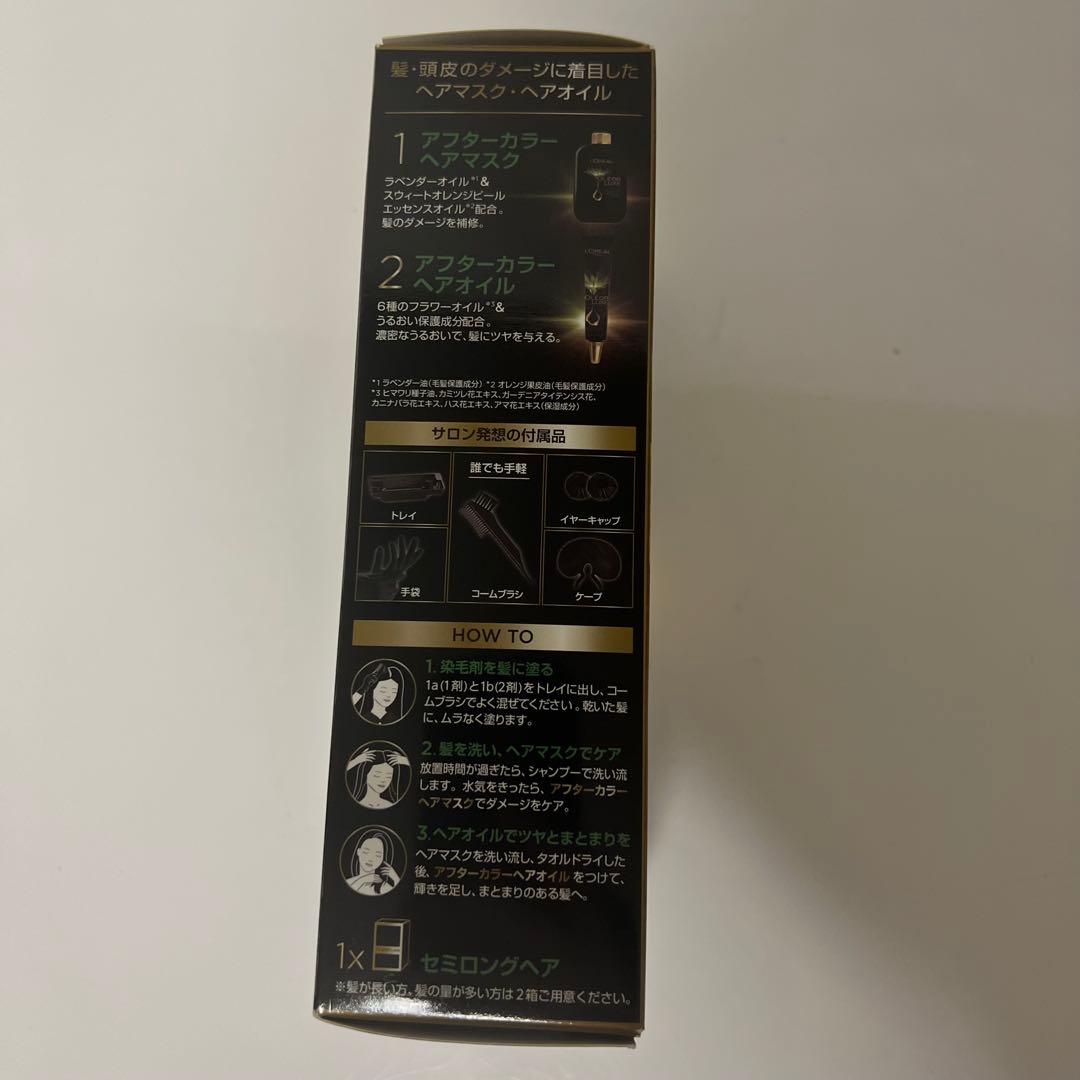 髪・頭皮のダメージに着目した
ヘアマスク・ヘアオイル
1 アフターカラー
ヘアマスク
ラベンダーオイル*1&
スウィートオレンジピール
エッセンスオイル*2配合。
髪のダメージを補修。
L'ORÉAL
OLEOR
LUXE
2 アフターカラー
ヘアオイル
6種のフラワーオイル*3&
うるおい保護成分配合。
濃密なうるおいで、髪にツヤを与える。
L'ORÉAL
OLEOR
LUXE
*1 ラベンダー油(毛髪保護成分) *2 オレンジ果皮油(毛髪保護成分)
*3 ヒマワリ種子油、カミツレ花エキス、ガーデニアタイテンシス花、
カニナバラ花エキス、ハス花エキス、アマ花エキス(保湿成分)
サロン発想の付属品
トレイ
誰でも手軽
イヤーキャップ
手袋
コームブラシ
ケープ
HOW TO
1. 染毛剤を髪に塗る
1a(1剤)と1b(2剤)をトレイに出し、コー
ムブラシでよく混ぜてください。乾いた髪
に、ムラなく塗ります。
2. 髪を洗い、ヘアマスクでケア
放置時間が過ぎたら、シャンプーで洗い流
します。水気をきったら、アフターカラー
ヘアマスクでダメージをケア。
3. ヘアオイルでツヤとまとまりを
ヘアマスクを洗い流し、タオルドライした
後、アフターカラーヘアオイルをつけて、
輝きを足し、まとまりのある髪へ。
1x セミロングヘア
※髪が長い方、髪の量が多い方は2箱ご用意ください。